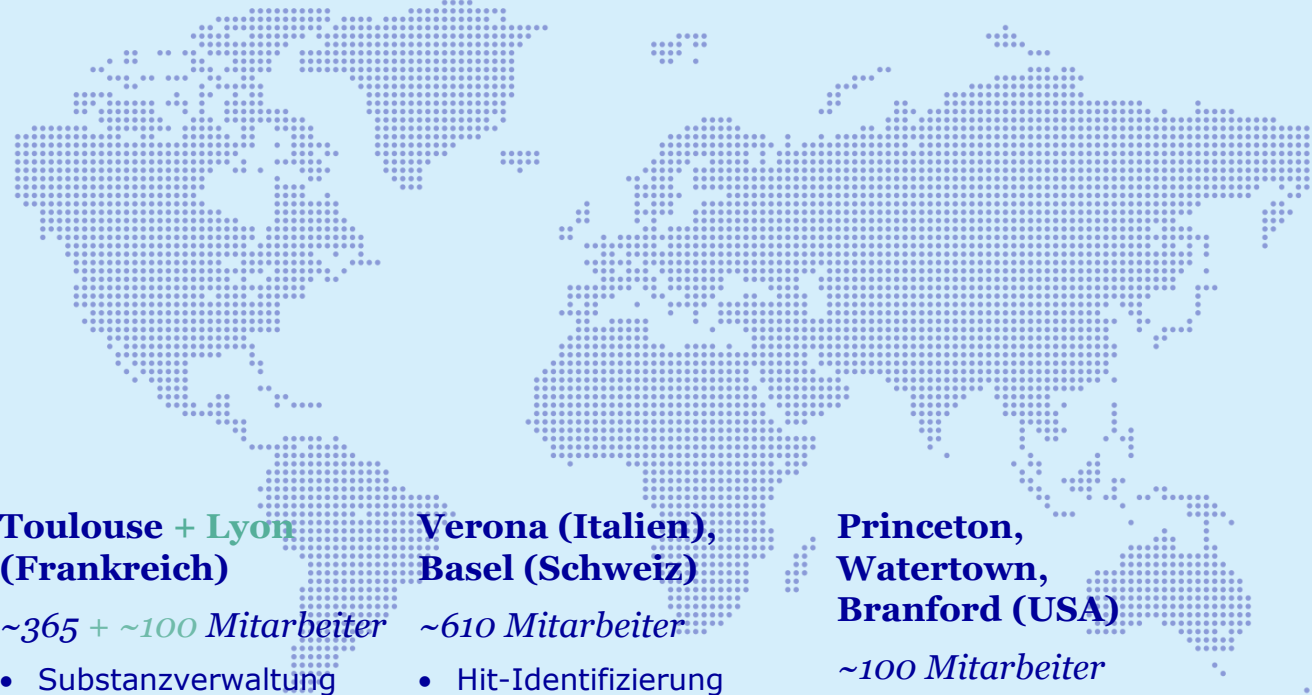 Toulouse + Lyon
(Frankreich)
~365 + ~100 Mitarbeiter
• Substanzverwaltung
Verona (Italien),
Basel (Schweiz)
~610 Mitarbeiter
• Hit-Identifizierung
Princeton,
Watertown,
Branford (USA)
~100 Mitarbeiter